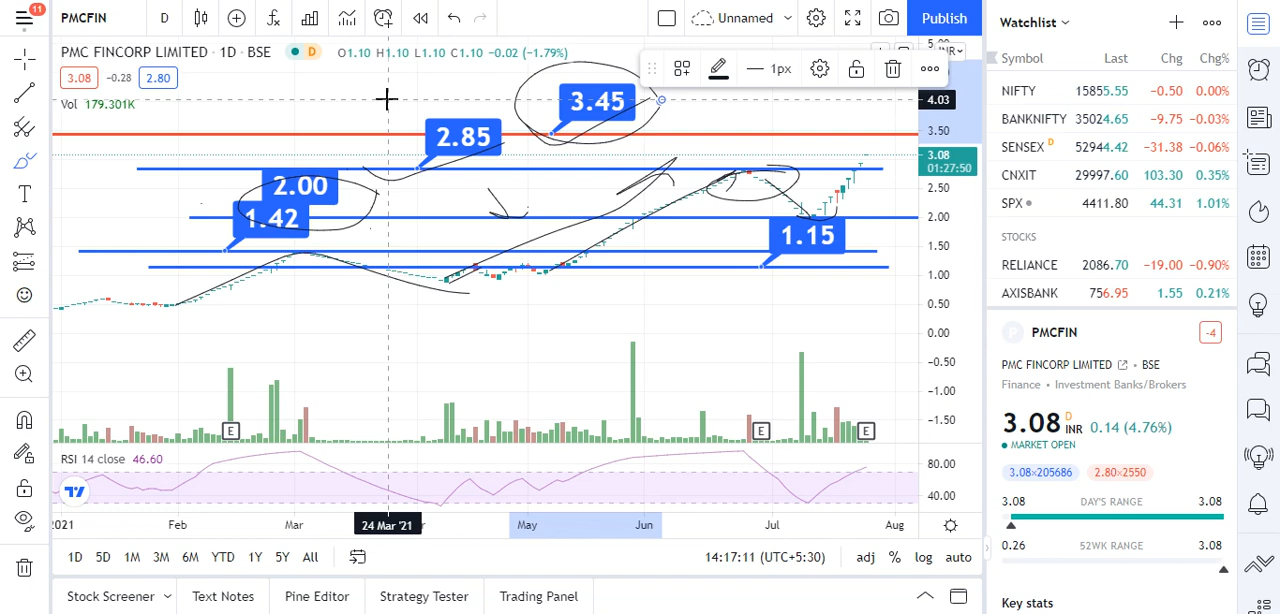 11
PMCFIN
D
Unnamed
Publish
PMC FINCORP LIMITED · 1D · BSE
D
O1.10 H1.10 L1.10 C1.10 -0.02 (-1.79%)
3.08
-0.28
2.80
Vol 179.301K
1px
INR
5.00
4.03
3.50
3.08
01:27:50
2.50
2.00
1.50
1.00
0.50
0.00
-0.50
-1.00
-1.50
3.45
2.85
2.00
1.42
1.15
E
E
E
RSI 14 close 46.60
80.00
40.00
2021
Feb
Mar
24 Mar '21
May
Jun
Jul
Aug
1D 5D 1M 3M 6M YTD 1Y 5Y All
14:17:11 (UTC+5:30)
adj % log auto
Stock Screener
Text Notes
Pine Editor
Strategy Tester
Trading Panel
Watchlist
Symbol Last Chg Chg%
NIFTY 15855.55 -0.50 0.00%
BANKNIFTY 35024.65 -9.75 -0.03%
SENSEX D 52944.42 -31.38 -0.06%
CNXIT 29997.60 103.30 0.35%
SPX 4411.80 44.31 1.01%
STOCKS
RELIANCE 2086.70 -19.00 -0.90%
AXISBANK 756.95 1.55 0.21%
P
PMCFIN
-4
PMC FINCORP LIMITED · BSE
Finance · Investment Banks/Brokers
3.08 D INR 0.14 (4.76%)
MARKET OPEN
3.08×205686
2.80×2550
3.08 DAY'S RANGE 3.08
0.26 52WK RANGE 3.08
Key stats